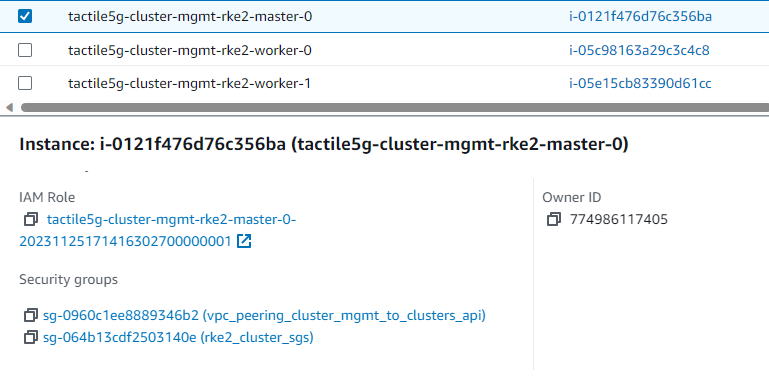 tactile5g-cluster-mgmt-rke2-master-0 i-0121f476d76c356ba
tactile5g-cluster-mgmt-rke2-worker-0 i-05c98163a29c3c4c8
tactile5g-cluster-mgmt-rke2-worker-1 i-05e15cb83390d61cc
Instance: i-0121f476d76c356ba (tactile5g-cluster-mgmt-rke2-master-0)
IAM Role
tactile5g-cluster-mgmt-rke2-master-0-
20231125171416302700000001
Owner ID
774986117405
Security groups
sg-0960c1ee8889346b2 (vpc_peering_cluster_mgmt_to_clusters_api)
sg-064b13cdf2503140e (rke2_cluster_sgs)